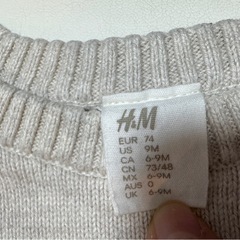 H&M
EUR 74
US 9M
CA 6-9M
CN 73/48
MX 6-9M
AUS 0
UK 6-9M